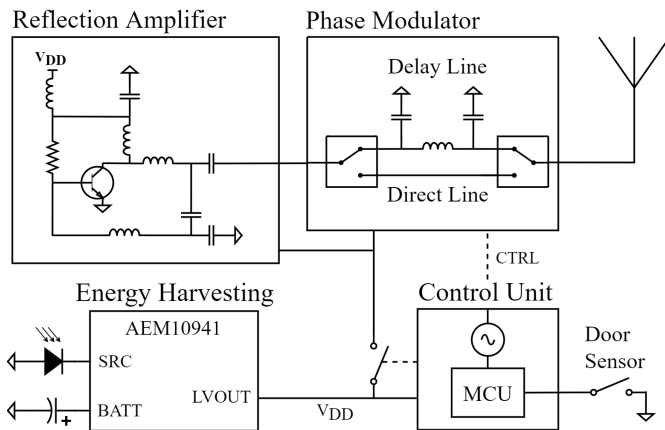 Reflection Amplifier
Phase Modulator
VDD
Delay Line
Direct Line
CTRL
Energy Harvesting
Control Unit
AEM10941
SRC
BATT
LVOUT
VDD
MCU
Door
Sensor
+